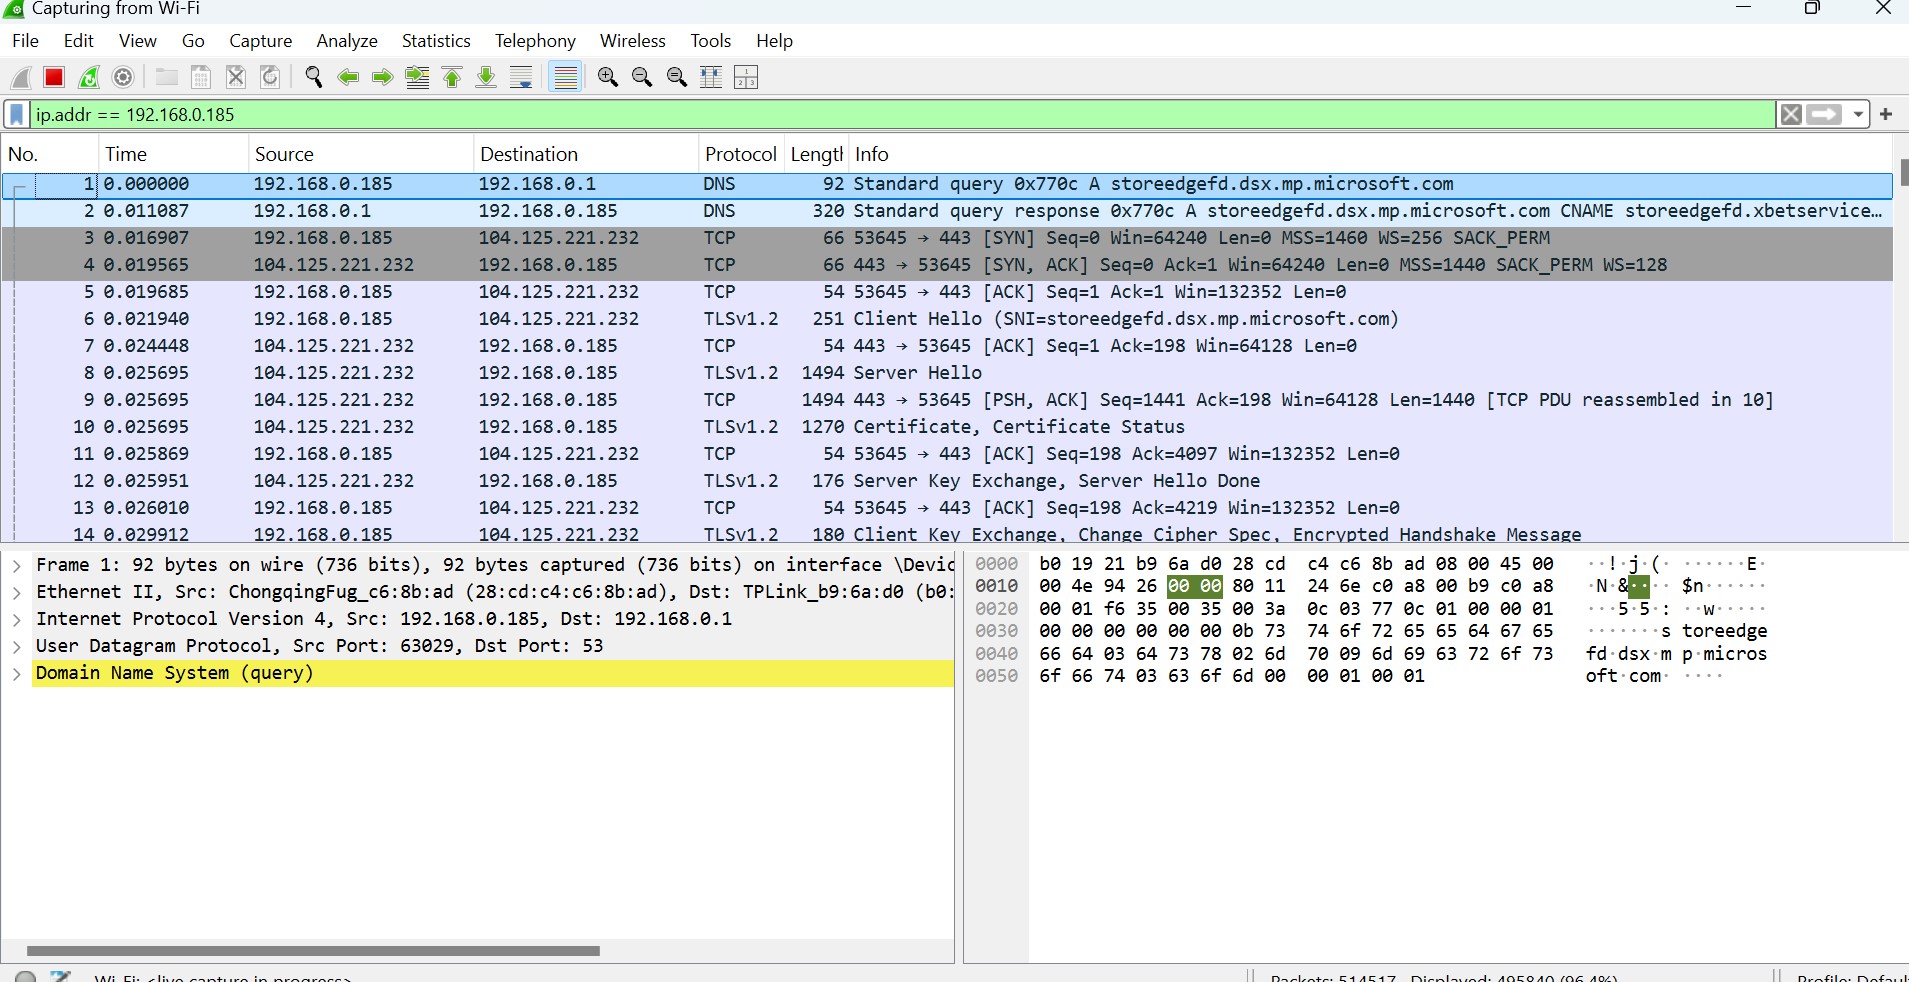 Capturing from Wi-Fi
File Edit View Go Capture Analyze Statistics Telephony Wireless Tools Help
ip.addr == 192.168.0.185
No. Time Source Destination Protocol Length Info
1 0.000000 192.168.0.185 192.168.0.1 DNS 92 Standard query 0x770c A storeedgefd.dsx.mp.microsoft.com
2 0.011087 192.168.0.1 192.168.0.185 DNS 320 Standard query response 0x770c A storeedgefd.dsx.mp.microsoft.com CNAME storeedgefd.xbetservice…
3 0.016907 192.168.0.185 104.125.221.232 TCP 66 53645 → 443 [SYN] Seq=0 Win=64240 Len=0 MSS=1460 WS=256 SACK_PERM
4 0.019565 104.125.221.232 192.168.0.185 TCP 66 443 → 53645 [SYN, ACK] Seq=0 Ack=1 Win=64240 Len=0 MSS=1440 SACK_PERM WS=128
5 0.019685 192.168.0.185 104.125.221.232 TCP 54 53645 → 443 [ACK] Seq=1 Ack=1 Win=132352 Len=0
6 0.021940 192.168.0.185 104.125.221.232 TLSv1.2 251 Client Hello (SNI=storeedgefd.dsx.mp.microsoft.com)
7 0.024448 104.125.221.232 192.168.0.185 TCP 54 443 → 53645 [ACK] Seq=1 Ack=198 Win=64128 Len=0
8 0.025695 104.125.221.232 192.168.0.185 TLSv1.2 1494 Server Hello
9 0.025695 104.125.221.232 192.168.0.185 TCP 1494 443 → 53645 [PSH, ACK] Seq=1441 Ack=198 Win=64128 Len=1440 [TCP PDU reassembled in 10]
10 0.025695 104.125.221.232 192.168.0.185 TLSv1.2 1270 Certificate, Certificate Status
11 0.025869 192.168.0.185 104.125.221.232 TCP 54 53645 → 443 [ACK] Seq=198 Ack=4097 Win=132352 Len=0
12 0.025951 104.125.221.232 192.168.0.185 TLSv1.2 176 Server Key Exchange, Server Hello Done
13 0.026010 192.168.0.185 104.125.221.232 TCP 54 53645 → 443 [ACK] Seq=198 Ack=4219 Win=132352 Len=0
14 0.029912 192.168.0.185 104.125.221.232 TLSv1.2 180 Client Key Exchange, Change Cipher Spec, Encrypted Handshake Message
Frame 1: 92 bytes on wire (736 bits), 92 bytes captured (736 bits) on interface \Devic
Ethernet II, Src: ChongqingFug_c6:8b:ad (28:cd:c4:c6:8b:ad), Dst: TPLink_b9:6a:d0 (b0:
Internet Protocol Version 4, Src: 192.168.0.185, Dst: 192.168.0.1
User Datagram Protocol, Src Port: 63029, Dst Port: 53
Domain Name System (query)
0000 b0 19 21 b9 6a d0 28 cd c4 c6 8b ad 08 00 45 00 ··!·j·(· ······E·
0010 00 4e 94 26 00 00 80 11 24 6e c0 a8 00 b9 c0 a8 ·N·&···· $n······
0020 00 01 f6 35 00 35 00 3a 0c 03 77 0c 01 00 00 01 ···5·5·: ··w·····
0030 00 00 00 00 00 00 0b 73 74 6f 72 65 65 64 67 65 ·······s toreedge
0040 66 64 03 64 73 78 02 6d 70 09 6d 69 63 72 6f 73 fd·dsx·m p·micros
0050 6f 66 74 03 63 6f 6d 00 00 01 00 01 oft·com· ····
Wi-Fi: <live capture in progress>
Packets: 514517 · Displayed: 495840 (96.4%)
Profile: Defaul